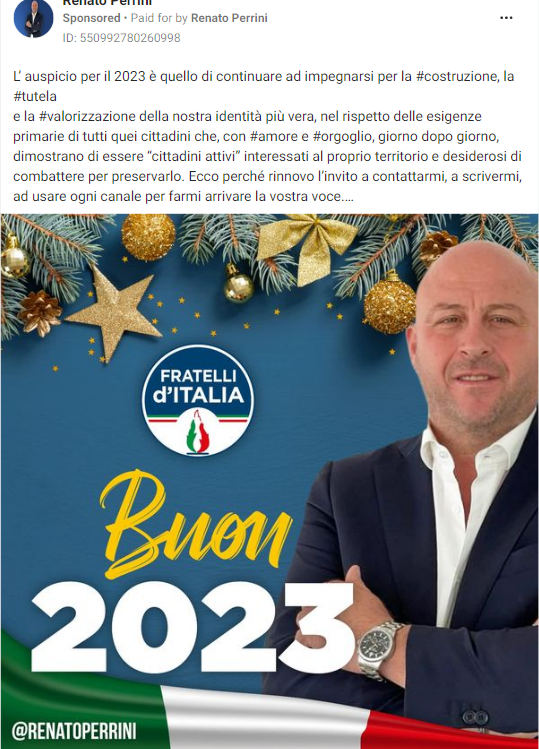 Renato Perrini
Sponsored • Paid for by Renato Perrini
ID: 550992780260998
L' auspicio per il 2023 è quello di continuare ad impegnarsi per la #costruzione, la
#tutela
e la #valorizzazione della nostra identità più vera, nel rispetto delle esigenze
primarie di tutti quei cittadini che, con #amore e #orgoglio, giorno dopo giorno,
dimostrano di essere “cittadini attivi” interessati al proprio territorio e desiderosi di
combattere per preservarlo. Ecco perché rinnovo l’invito a contattarmi, a scrivermi,
ad usare ogni canale per farmi arrivare la vostra voce.…
FRATELLI
d'ITALIA
Buon
2023
@RENATOPERRINI